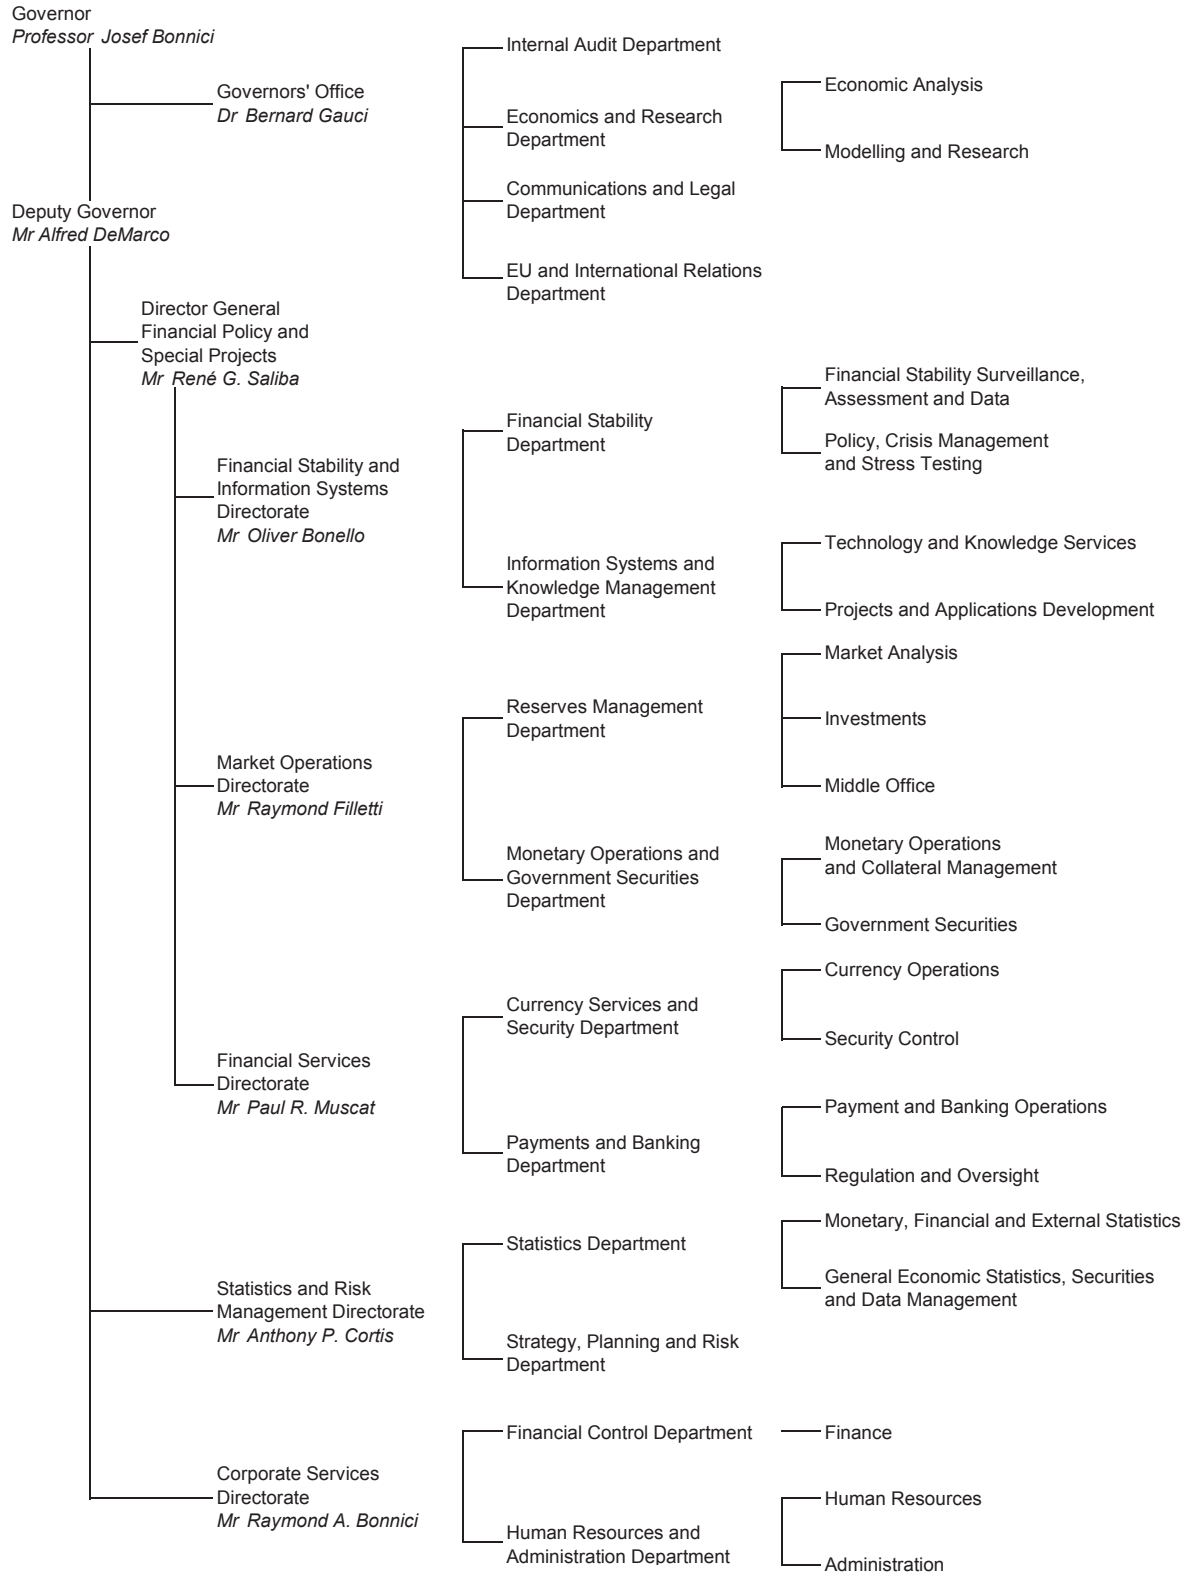 Governor
Professor Josef Bonnici
Governors' Office
Dr Bernard Gauci
Internal Audit Department
Economics and Research
Department
Economic Analysis
Modelling and Research
Communications and Legal
Department
EU and International Relations
Department
Deputy Governor
Mr Alfred DeMarco
Director General
Financial Policy and
Special Projects
Mr René G. Saliba
Financial Stability and
Information Systems
Directorate
Mr Oliver Bonello
Financial Stability
Department
Financial Stability Surveillance,
Assessment and Data
Policy, Crisis Management
and Stress Testing
Information Systems and
Knowledge Management
Department
Technology and Knowledge Services
Projects and Applications Development
Market Operations
Directorate
Mr Raymond Filletti
Reserves Management
Department
Market Analysis
Investments
Middle Office
Monetary Operations and
Government Securities
Department
Monetary Operations
and Collateral Management
Government Securities
Financial Services
Directorate
Mr Paul R. Muscat
Currency Services and
Security Department
Currency Operations
Security Control
Payments and Banking
Department
Payment and Banking Operations
Regulation and Oversight
Statistics and Risk
Management Directorate
Mr Anthony P. Cortis
Statistics Department
Monetary, Financial and External Statistics
General Economic Statistics, Securities
and Data Management
Strategy, Planning and Risk
Department
Corporate Services
Directorate
Mr Raymond A. Bonnici
Financial Control Department
Finance
Human Resources and
Administration Department
Human Resources
Administration